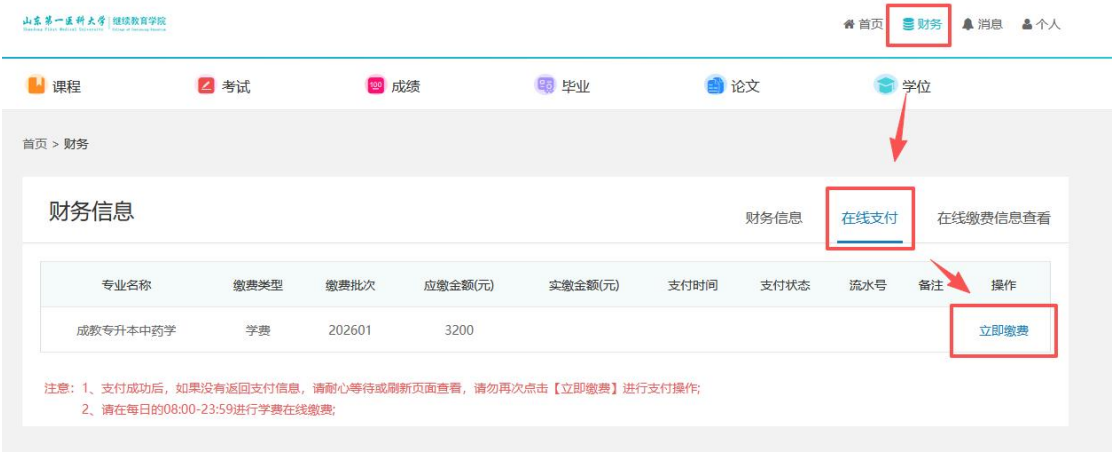 山东第一医科大学 继续教育学院
Shandong First Medical University
首页 财务 消息 个人
课程 考试 100 成绩 毕业 论文 学位
首页 > 财务
财务信息 财务信息 在线支付 在线缴费信息查看
专业名称 缴费类型 缴费批次 应缴金额(元) 实缴金额(元) 支付时间 支付状态 流水号 备注 操作
成教专升本中药学 学费 202601 3200 立即缴费
注意：1、支付成功后，如果没有返回支付信息，请耐心等待或刷新页面查看，请勿再次点击【立即缴费】进行支付操作;
2、请在每日的08:00-23:59进行学费在线缴费;